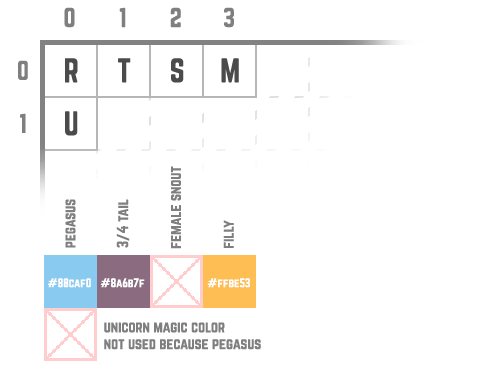 0 1 2 3
0 R T S M
1 U
PEGASUS
3/4 TAIL
FEMALE SNOUT
FILLY
#88CAF0 #8A6B7F #FFBE53
UNICORN MAGIC COLOR
NOT USED BECAUSE PEGASUS